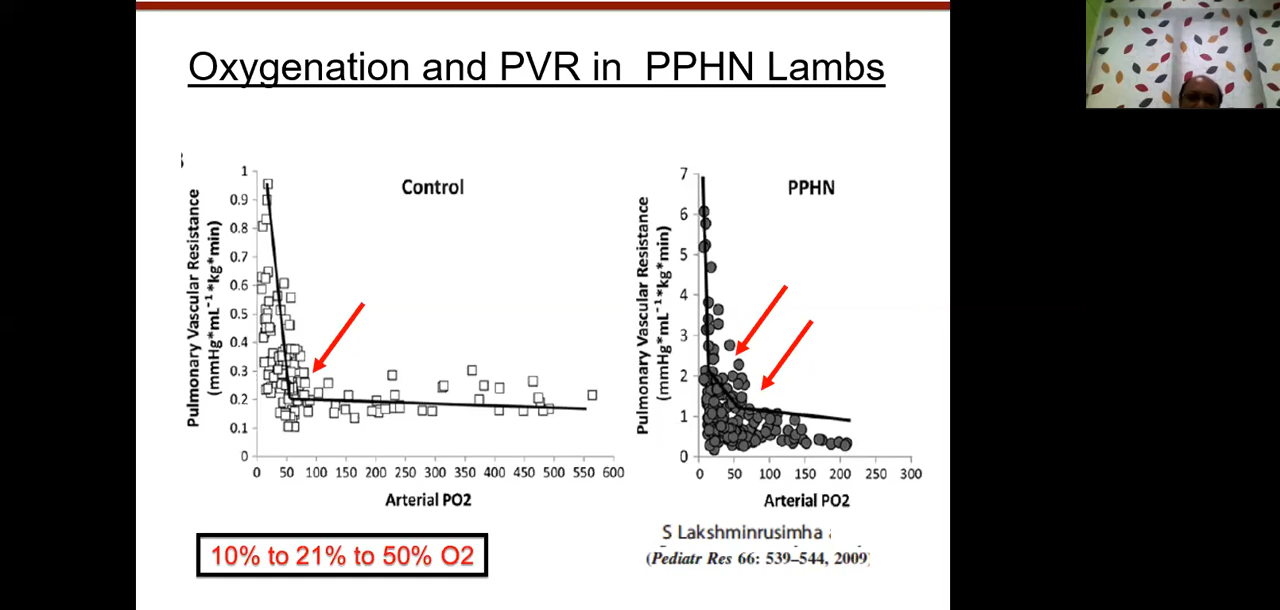 Oxygenation and PVR in PPHN Lambs
Control
Pulmonary Vascular Resistance
(mmHg*mL⁻¹*kg*min)
1
0.9
0.8
0.7
0.6
0.5
0.4
0.3
0.2
0.1
0
0 50 100 150 200 250 300 350 400 450 500 550 600
Arterial PO2
PPHN
Pulmonary Vascular Resistance
(mmHg*mL⁻¹*kg*min)
7
6
5
4
3
2
1
0
0 50 100 150 200 250 300
Arterial PO2
10% to 21% to 50% O2
S Lakshminrusimha
(Pediatr Res 66: 539–544, 2009)